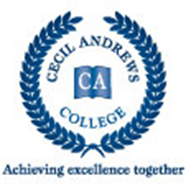 CECIL ANDREWS
CA
COLLEGE
Achieving excellence together